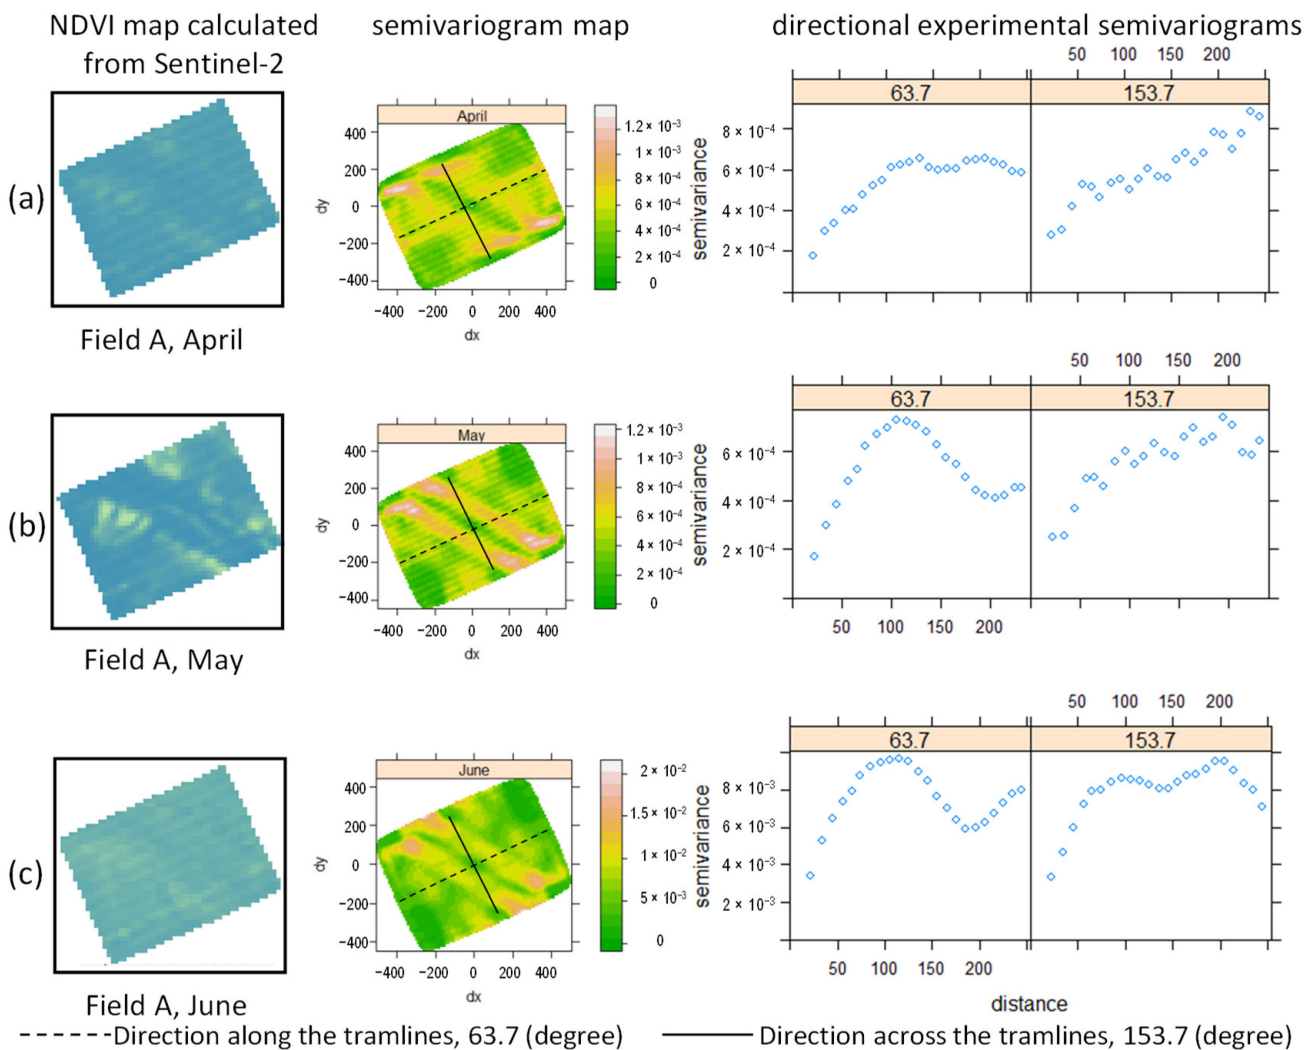 NDVI map calculated from Sentinel-2
semivariogram map
directional experimental semivariograms
(a)
Field A, April
April
400
200
0
−200
−400
dy
−400 −200 0 200 400
dx
1.2× 10⁻³
1× 10⁻³
8× 10⁻⁴
6× 10⁻⁴
4× 10⁻⁴
2× 10⁻⁴
0
50 100 150 200
63.7 153.7
semivariance
8× 10⁻⁴
6× 10⁻⁴
4× 10⁻⁴
2× 10⁻⁴
(b)
Field A, May
May
400
200
0
−200
−400
dy
−400 −200 0 200 400
dx
1.2× 10⁻³
1× 10⁻³
8× 10⁻⁴
6× 10⁻⁴
4× 10⁻⁴
2× 10⁻⁴
0
50 100 150 200
63.7 153.7
semivariance
6× 10⁻⁴
4× 10⁻⁴
2× 10⁻⁴
50 100 150 200
(c)
Field A, June
June
400
200
0
−200
−400
dy
−400 −200 0 200 400
dx
2× 10⁻²
1.5× 10⁻²
1× 10⁻²
5× 10⁻³
0
50 100 150 200
63.7 153.7
semivariance
8× 10⁻³
6× 10⁻³
4× 10⁻³
2× 10⁻³
50 100 150 200
distance
Direction along the tramlines, 63.7 (degree)
Direction across the tramlines, 153.7 (degree)